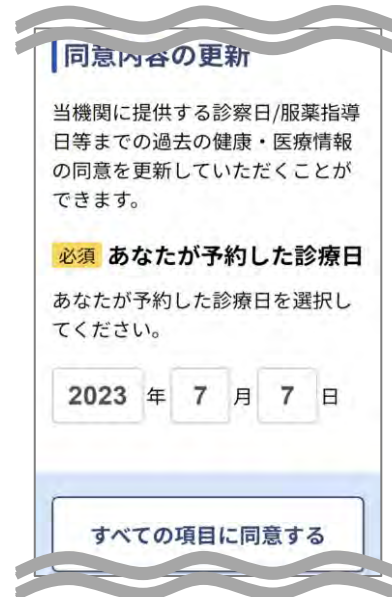 同意内容の更新
当機関に提供する診察日/服薬指導
日等までの過去の健康・医療情報
の同意を更新していただくことが
できます。
必須 あなたが予約した診療日
あなたが予約した診療日を選択し
てください。
2023 年 7 月 7 日
すべての項目に同意する